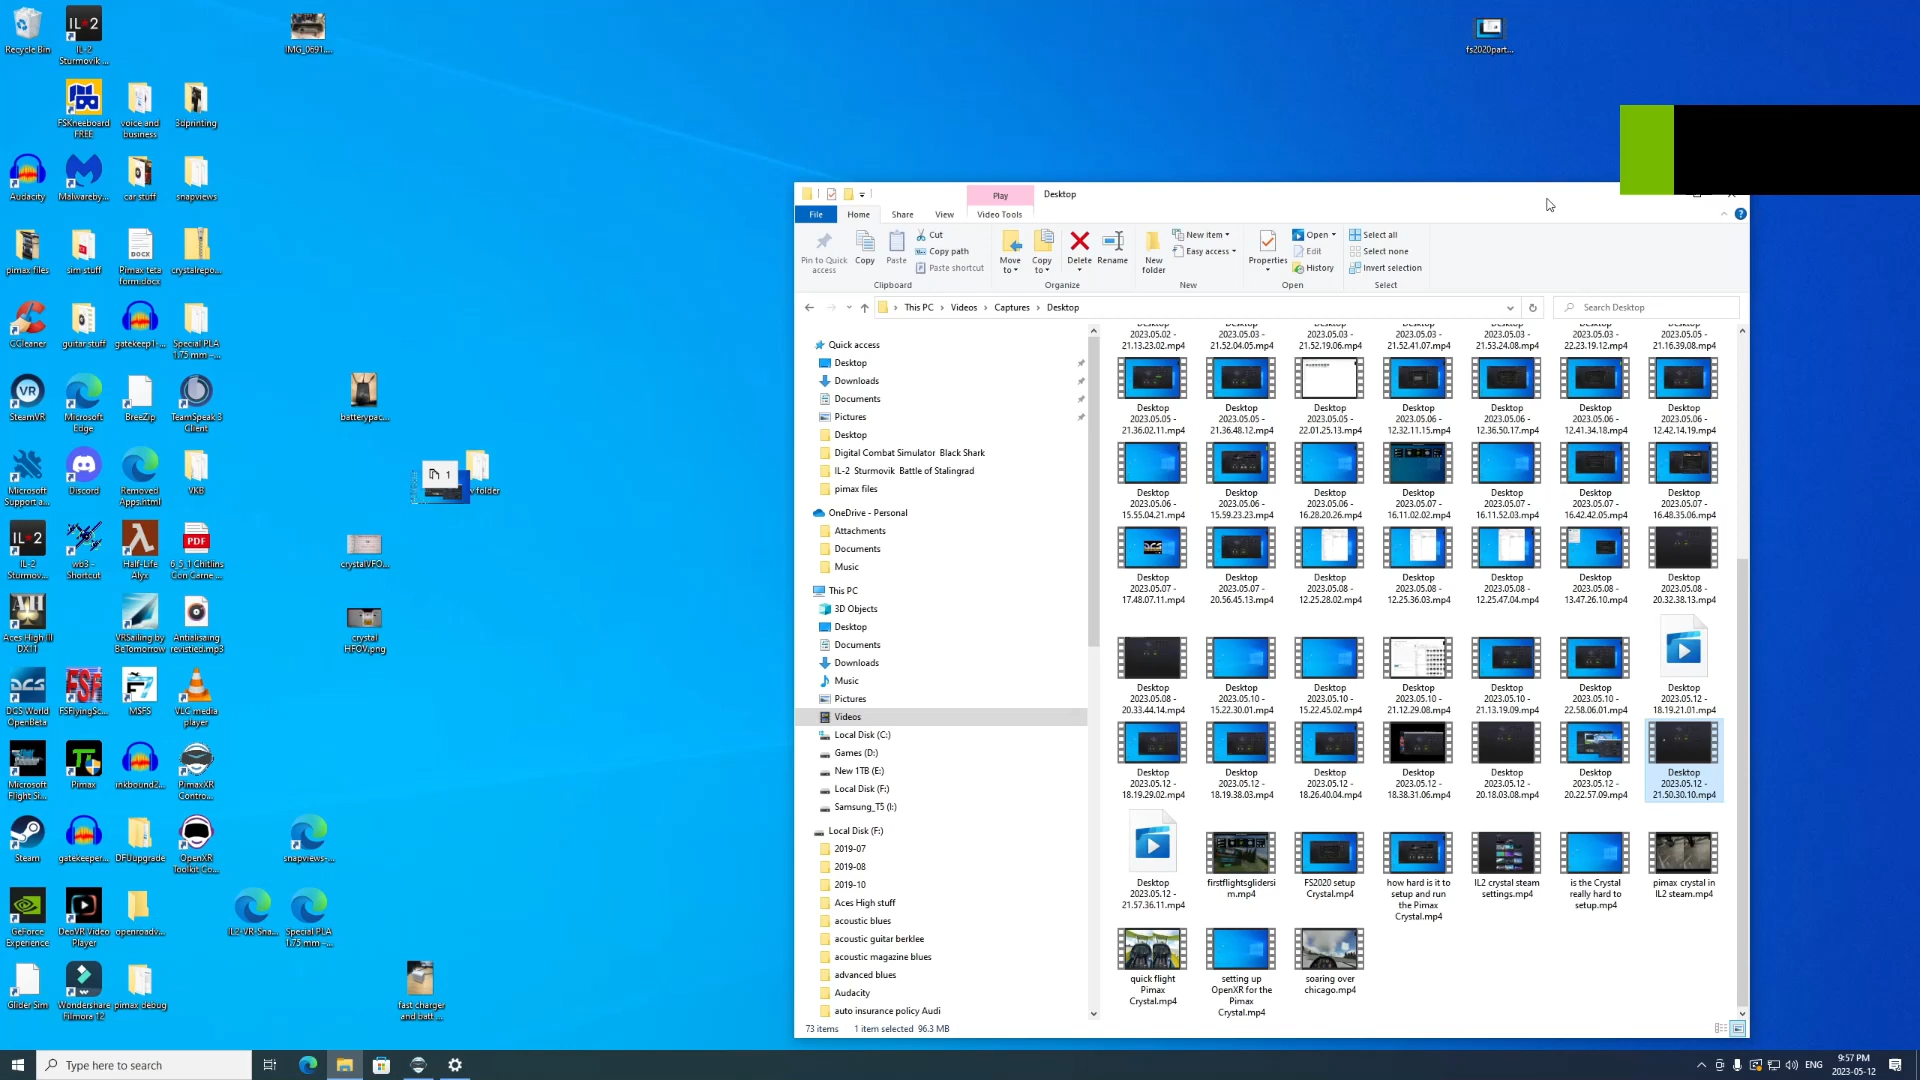 Recycle Bin
IL-2
Sturmovik ...
IMG_0691....
fs2020part...
FSKneeboard
FREE
voice and
business
3dprinting
Audacity
Malwareby...
car stuff
snapviews
pimax files
sim stuff
Pimax teta
form.docx
crystalrepo...
CCleaner
guitar stuff
gatekeep1-...
Special PLA
1.75 mm -...
SteamVR
Microsoft
Edge
BreeZip
TeamSpeak 3
Client
batterypac...
Microsoft
Support a...
Discord
Removed
Apps.html
VKB
1
folder
IL-2
Sturmov...
wb3 -
Shortcut
Half-Life
Alyx
PDF
6_5_1 Chitlins
Con Carne ...
crystalVFO...
Aces High III
DX11
VRSailing by
BeTomorrow
Antialisaing
revistied.mp3
crystal
HFOV.png
DCS World
OpenBeta
FSFlyingSc...
MSFS
VLC media
player
Microsoft
Flight Si...
Pimax
inkbound2...
PimaxXR
Contro...
Steam
gatekeeper...
DFUupgrade
OpenXR
Toolkit Co...
snapviews-...
GeForce
Experience
DeoVR Video
Player
openroadv...
IL2-VR-Sna...
Special PLA
1.75 mm -...
Glider Sim
Wondershare
Filmora 12
pimax debug
fast charger
and batt ...
Play
Desktop
File
Home
Share
View
Video Tools
Pin to Quick
access
Copy
Paste
Cut
Copy path
Paste shortcut
Clipboard
Move
to
Copy
to
Delete
Rename
Organize
New
folder
New item
Easy access
New
Properties
Open
Edit
History
Open
Select all
Select none
Invert selection
Select
This PC > Videos > Captures > Desktop
Search Desktop
Quick access
Desktop
Downloads
Documents
Pictures
Desktop
Digital Combat Simulator Black Shark
IL-2 Sturmovik Battle of Stalingrad
pimax files
OneDrive - Personal
Attachments
Documents
Music
This PC
3D Objects
Desktop
Documents
Downloads
Music
Pictures
Videos
Local Disk (C:)
Games (D:)
New 1TB (E:)
Local Disk (F:)
Samsung_T5 (I:)
Local Disk (F:)
2019-07
2019-08
2019-10
Aces High stuff
acoustic blues
acoustic guitar berklee
acoustic magazine blues
advanced blues
Audacity
auto insurance policy Audi
Desktop
2023.05.02 -
21.13.23.02.mp4
Desktop
2023.05.03 -
21.52.04.05.mp4
Desktop
2023.05.03 -
21.52.19.06.mp4
Desktop
2023.05.03 -
21.52.41.07.mp4
Desktop
2023.05.03 -
21.53.24.08.mp4
Desktop
2023.05.03 -
22.23.19.12.mp4
Desktop
2023.05.05 -
21.16.39.08.mp4
Desktop
2023.05.05 -
21.36.02.11.mp4
Desktop
2023.05.05 -
21.36.48.12.mp4
Desktop
2023.05.05 -
22.01.25.13.mp4
Desktop
2023.05.06 -
12.32.11.15.mp4
Desktop
2023.05.06 -
12.36.50.17.mp4
Desktop
2023.05.06 -
12.41.34.18.mp4
Desktop
2023.05.06 -
12.42.14.19.mp4
Desktop
2023.05.06 -
15.55.04.21.mp4
Desktop
2023.05.06 -
15.59.23.23.mp4
Desktop
2023.05.06 -
16.28.20.26.mp4
Desktop
2023.05.07 -
16.11.02.02.mp4
Desktop
2023.05.07 -
16.11.52.03.mp4
Desktop
2023.05.07 -
16.42.42.05.mp4
Desktop
2023.05.07 -
16.48.35.06.mp4
Desktop
2023.05.07 -
17.48.07.11.mp4
Desktop
2023.05.07 -
20.56.45.13.mp4
Desktop
2023.05.08 -
12.25.28.02.mp4
Desktop
2023.05.08 -
12.25.36.03.mp4
Desktop
2023.05.08 -
12.25.47.04.mp4
Desktop
2023.05.08 -
13.47.26.10.mp4
Desktop
2023.05.08 -
20.32.38.13.mp4
Desktop
2023.05.08 -
20.33.44.14.mp4
Desktop
2023.05.10 -
15.22.30.01.mp4
Desktop
2023.05.10 -
15.22.45.02.mp4
Desktop
2023.05.10 -
21.12.29.08.mp4
Desktop
2023.05.10 -
21.13.19.09.mp4
Desktop
2023.05.10 -
22.58.06.01.mp4
Desktop
2023.05.12 -
18.19.21.01.mp4
Desktop
2023.05.12 -
18.19.29.02.mp4
Desktop
2023.05.12 -
18.19.38.03.mp4
Desktop
2023.05.12 -
18.26.40.04.mp4
Desktop
2023.05.12 -
18.38.31.06.mp4
Desktop
2023.05.12 -
20.18.03.08.mp4
Desktop
2023.05.12 -
20.22.57.09.mp4
Desktop
2023.05.12 -
21.50.30.10.mp4
Desktop
2023.05.12 -
21.57.36.11.mp4
firstflightsglidersi
m.mp4
FS2020 setup
Crystal.mp4
how hard is it to
setup and run
the Pimax
Crystal.mp4
IL2 crystal steam
settings.mp4
is the Crystal
really hard to
setup.mp4
pimax crystal in
IL2 steam.mp4
quick flight
Pimax
Crystal.mp4
setting up
OpenXR for the
Pimax
Crystal.mp4
soaring over
chicago.mp4
73 items
1 item selected 96.3 MB
Type here to search
ENG
9:57 PM
2023-05-12